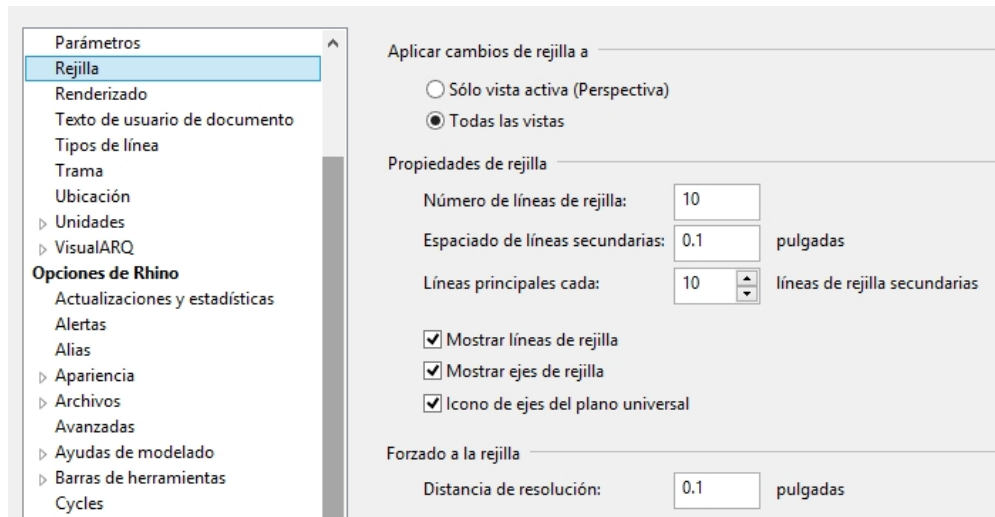 Parámetros
Rejilla
Renderizado
Texto de usuario de documento
Tipos de línea
Trama
Ubicación
Unidades
VisualARQ
Opciones de Rhino
Actualizaciones y estadísticas
Alertas
Alias
Apariencia
Archivos
Avanzadas
Ayudas de modelado
Barras de herramientas
Cycles
Aplicar cambios de rejilla a
Sólo vista activa (Perspectiva)
Todas las vistas
Propiedades de rejilla
Número de líneas de rejilla: 10
Espaciado de líneas secundarias: 0.1 pulgadas
Líneas principales cada: 10 líneas de rejilla secundarias
Mostrar líneas de rejilla
Mostrar ejes de rejilla
Icono de ejes del plano universal
Forzado a la rejilla
Distancia de resolución: 0.1 pulgadas